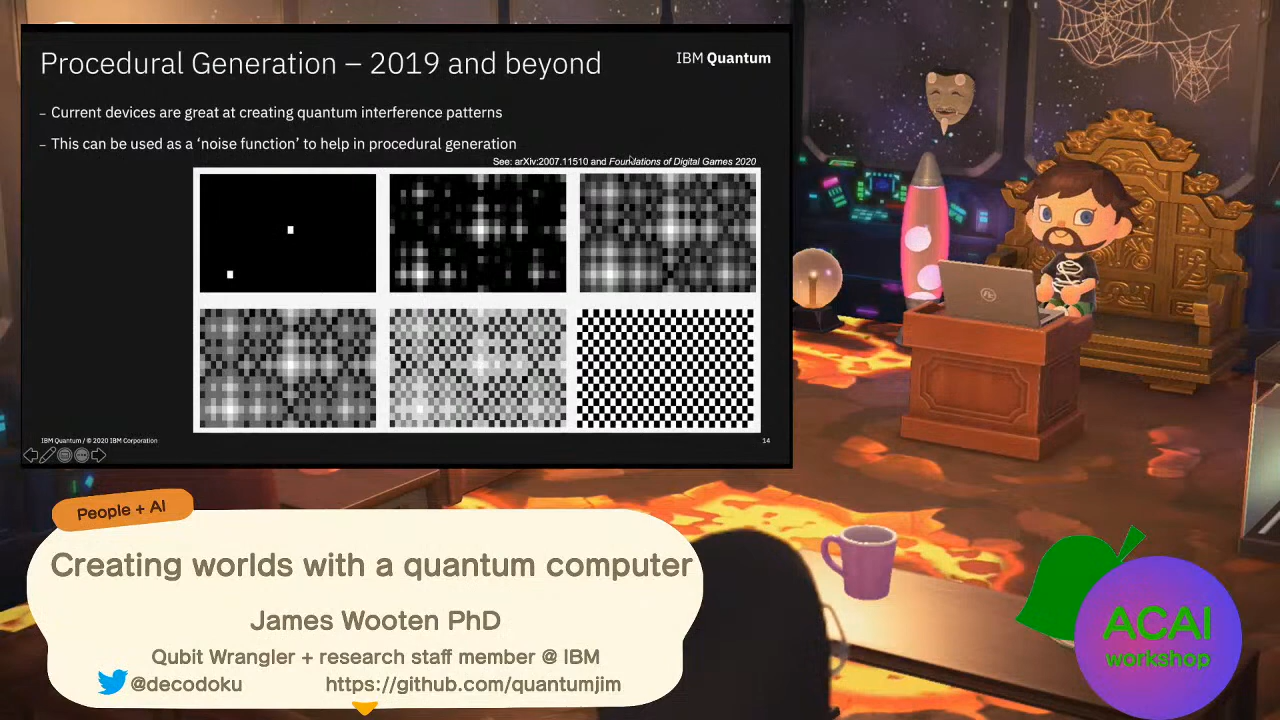 Procedural Generation – 2019 and beyond
IBM Quantum
– Current devices are great at creating quantum interference patterns
– This can be used as a ‘noise function’ to help in procedural generation
See: arXiv:2007.11510 and Foundations of Digital Games 2020
IBM Quantum / © 2020 IBM Corporation
14
People + AI
Creating worlds with a quantum computer
James Wooten PhD
Qubit Wrangler + research staff member @ IBM
@decodoku
https://github.com/quantumjim
ACAI
workshop